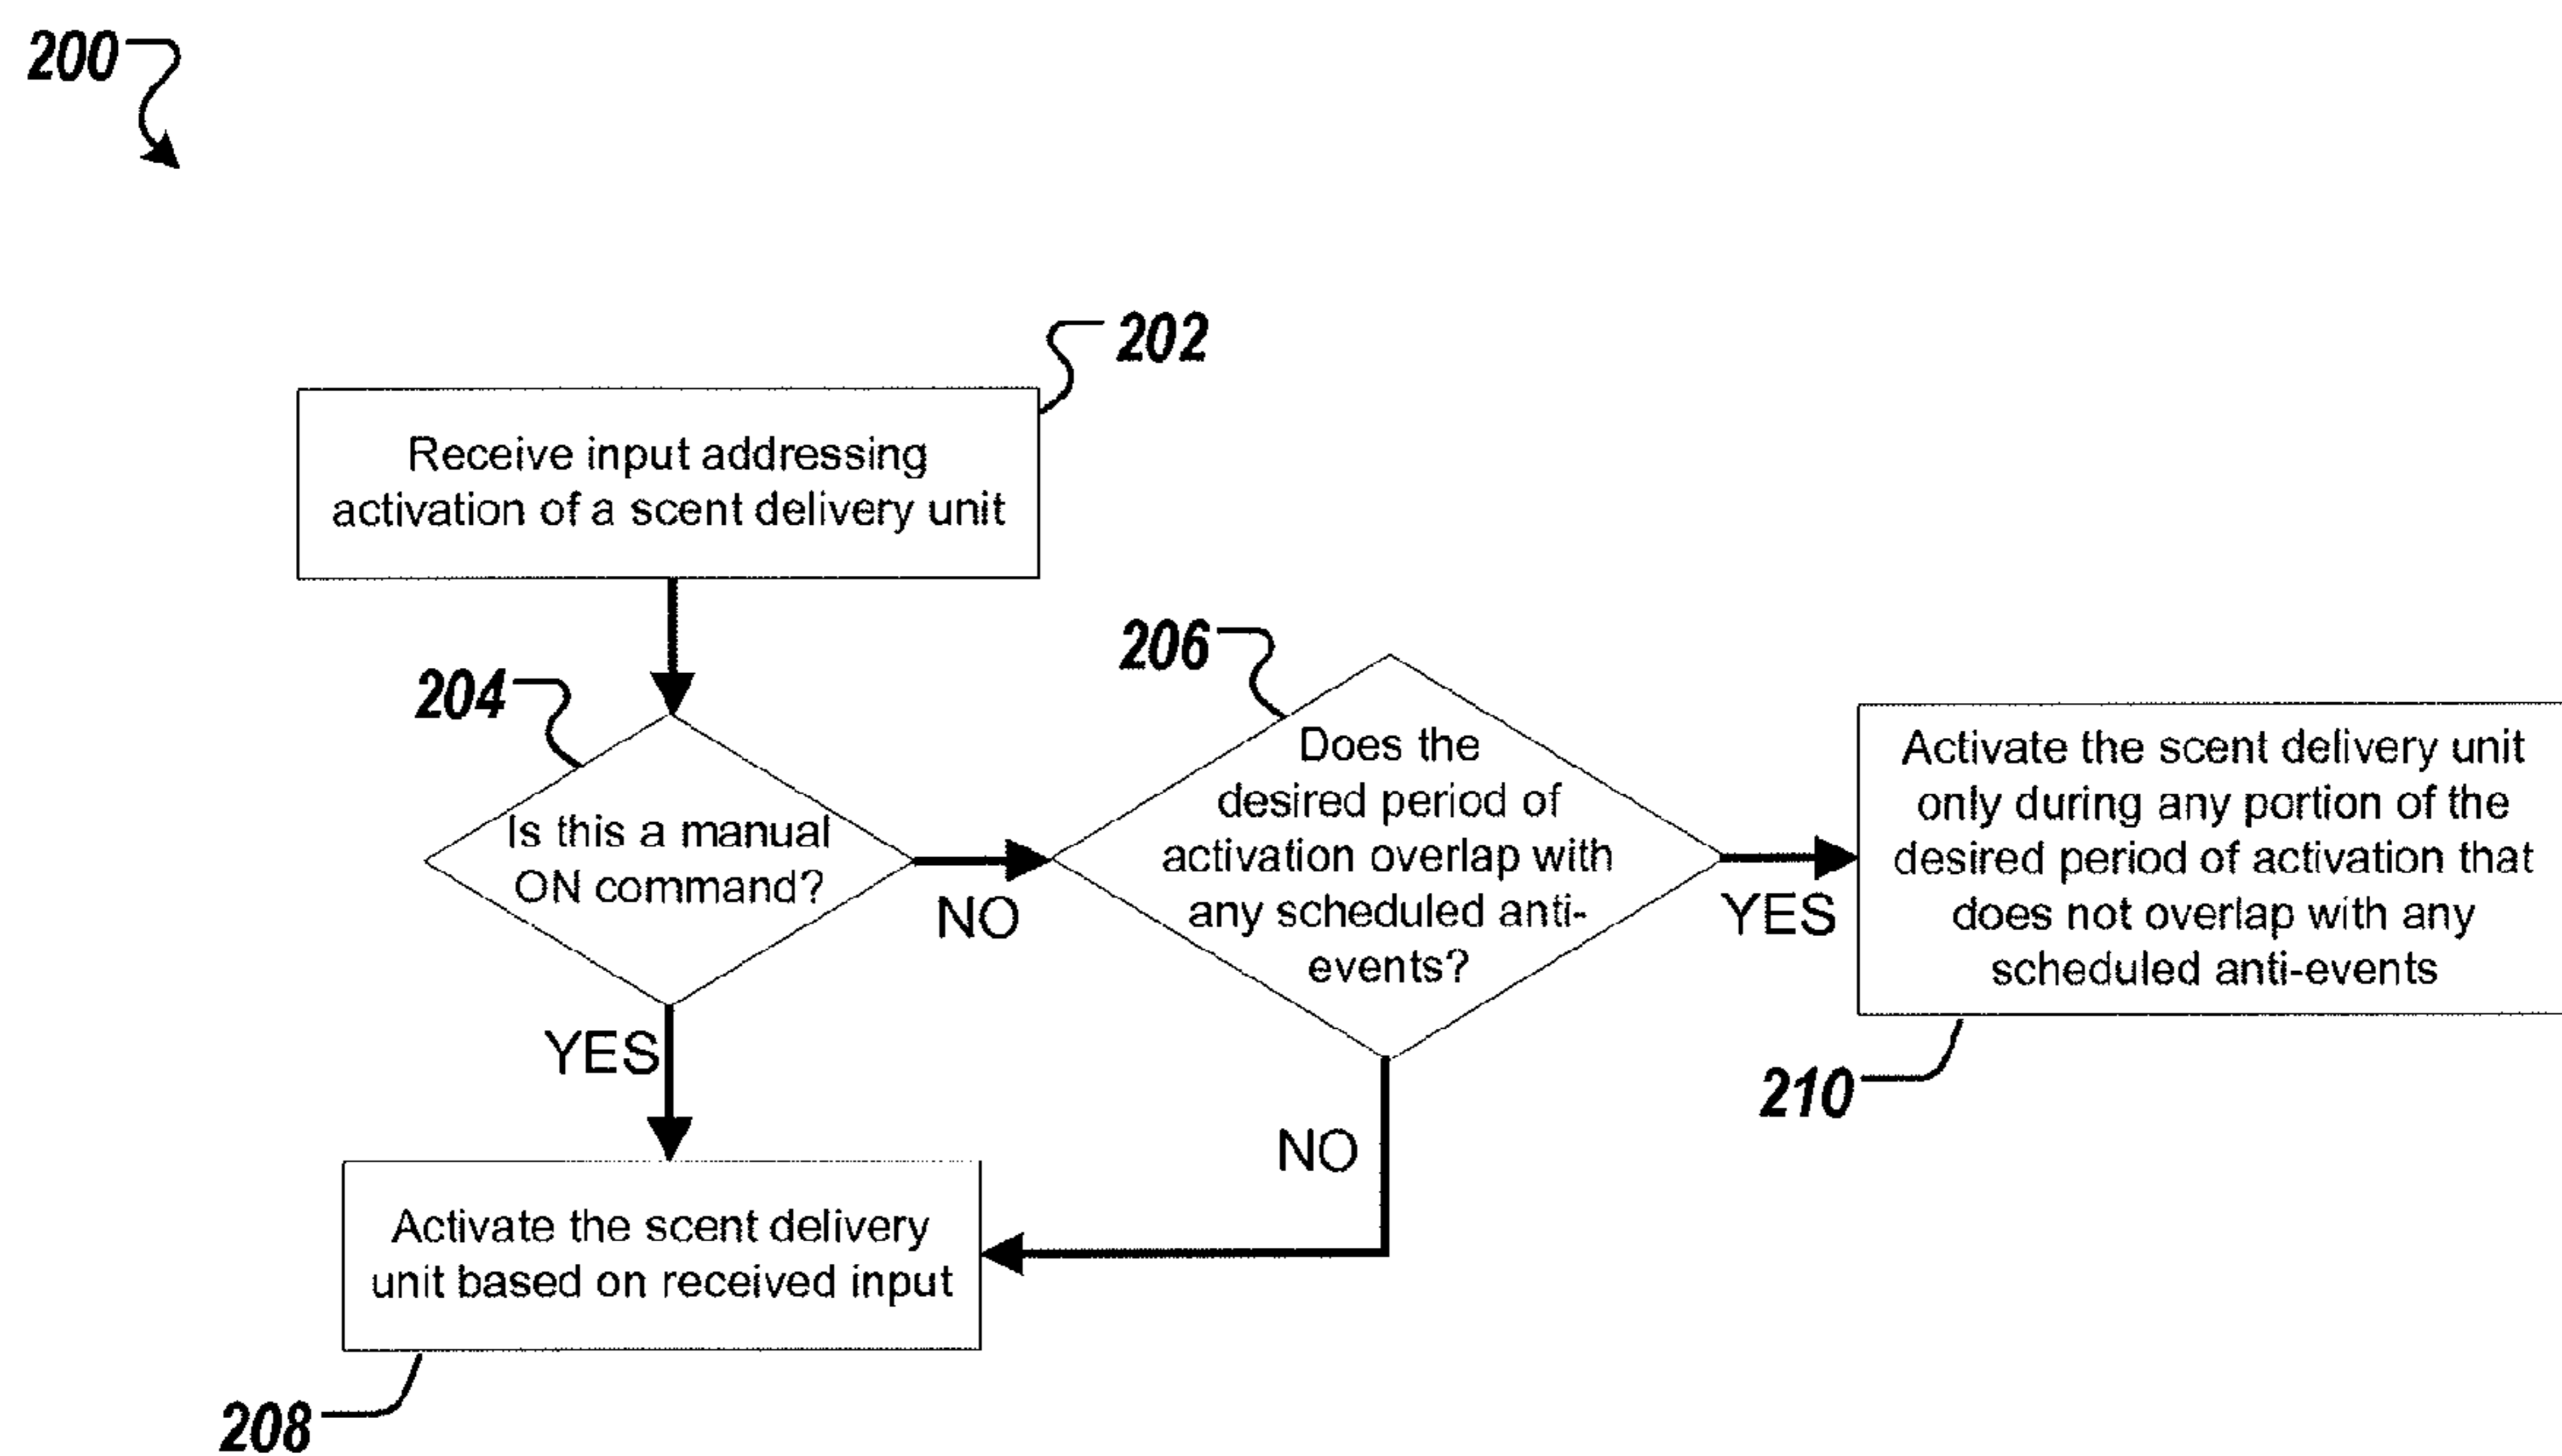 200
202
Receive input addressing
activation of a scent delivery unit
204
Is this a manual
ON command?
NO
YES
206
Does the
desired period of
activation overlap with
any scheduled anti-
events?
YES
NO
Activate the scent delivery unit
only during any portion of the
desired period of activation that
does not overlap with any
scheduled anti-events
210
Activate the scent delivery
unit based on received input
208